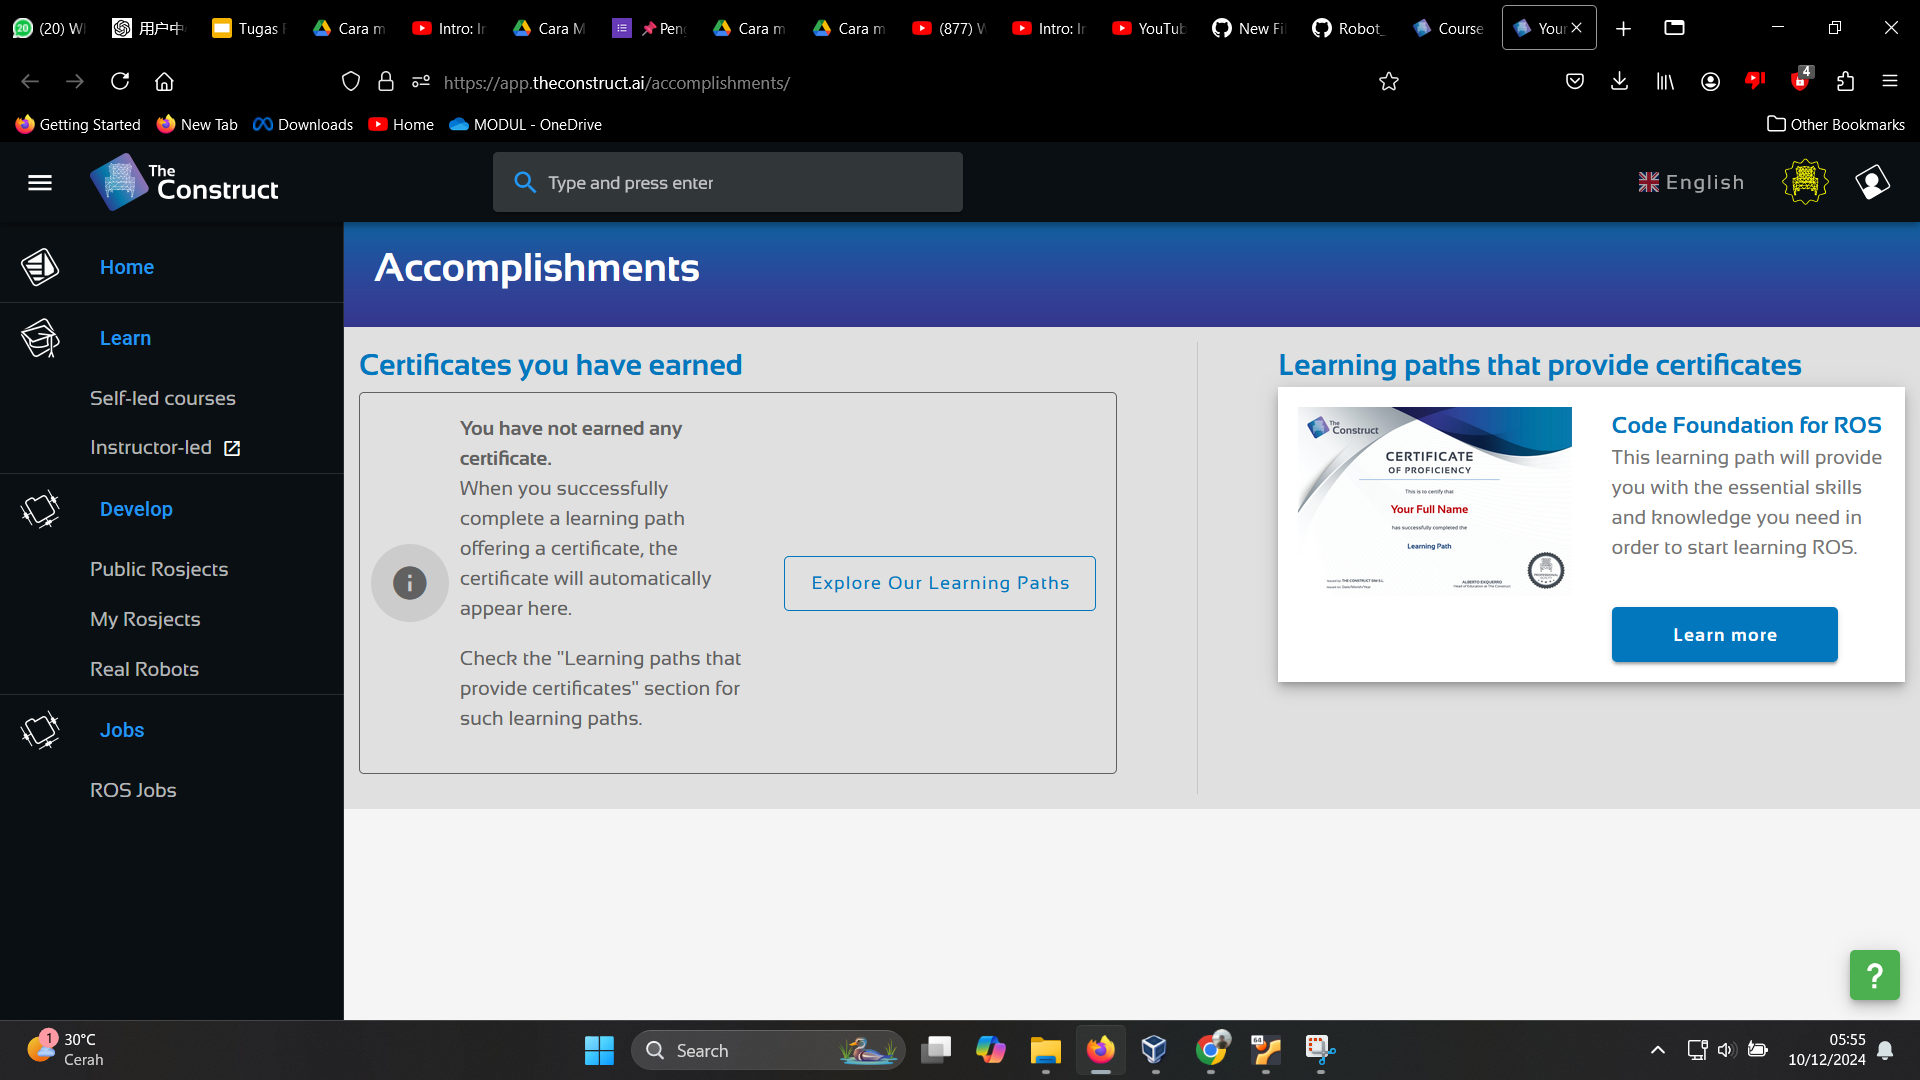 (20) W
用户中
Tugas
Cara m
Intro: I
Cara M
Peng
Cara m
Cara m
(877)
Intro: I
YouTub
New Fi
Robot_
Course
Your
https://app.theconstruct.ai/accomplishments/
4
Getting Started
New Tab
Downloads
Home
MODUL - OneDrive
Other Bookmarks
The
Construct
Type and press enter
English
Home
Learn
Self-led courses
Instructor-led
Develop
Public Rosjects
My Rosjects
Real Robots
Jobs
ROS Jobs
Accomplishments
Certificates you have earned
You have not earned any
certificate.
When you successfully
complete a learning path
offering a certificate, the
certificate will automatically
appear here.
Check the "Learning paths that
provide certificates" section for
such learning paths.
Explore Our Learning Paths
Learning paths that provide certificates
The
Construct
CERTIFICATE
OF PROFICIENCY
This is to certify that
Your Full Name
has successfully completed the
Learning Path
Code Foundation for ROS
This learning path will provide
you with the essential skills
and knowledge you need in
order to start learning ROS.
Learn more
?
1
30°C
Cerah
Search
64
05:55
10/12/2024